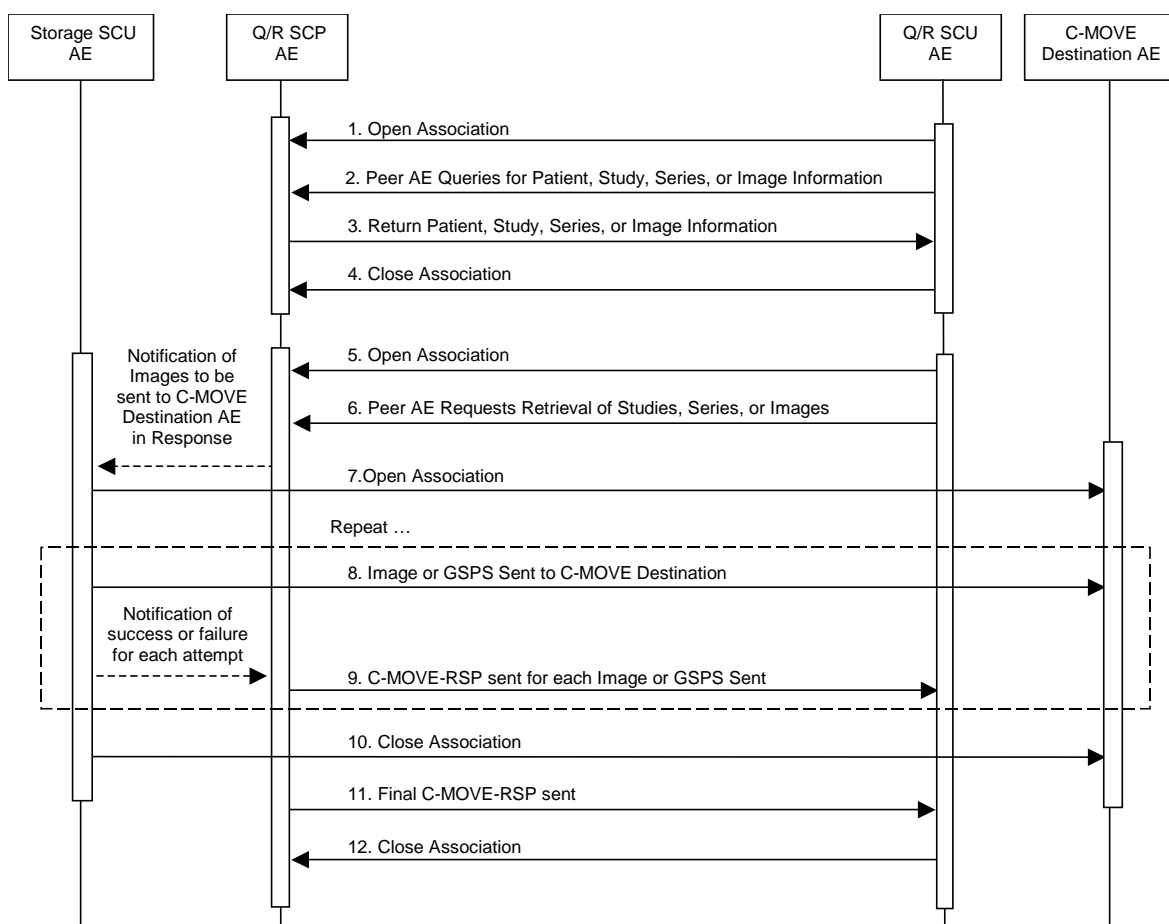 Storage SCU
AE
Q/R SCP
AE
Q/R SCU
AE
C-MOVE
Destination AE
1. Open Association
2. Peer AE Queries for Patient, Study, Series, or Image Information
3. Return Patient, Study, Series, or Image Information
4. Close Association
Notification of
Images to be
sent to C-MOVE
Destination AE
in Response
5. Open Association
6. Peer AE Requests Retrieval of Studies, Series, or Images
7.Open Association
Repeat …
8. Image or GSPS Sent to C-MOVE Destination
Notification of
success or failure
for each attempt
9. C-MOVE-RSP sent for each Image or GSPS Sent
10. Close Association
11. Final C-MOVE-RSP sent
12. Close Association